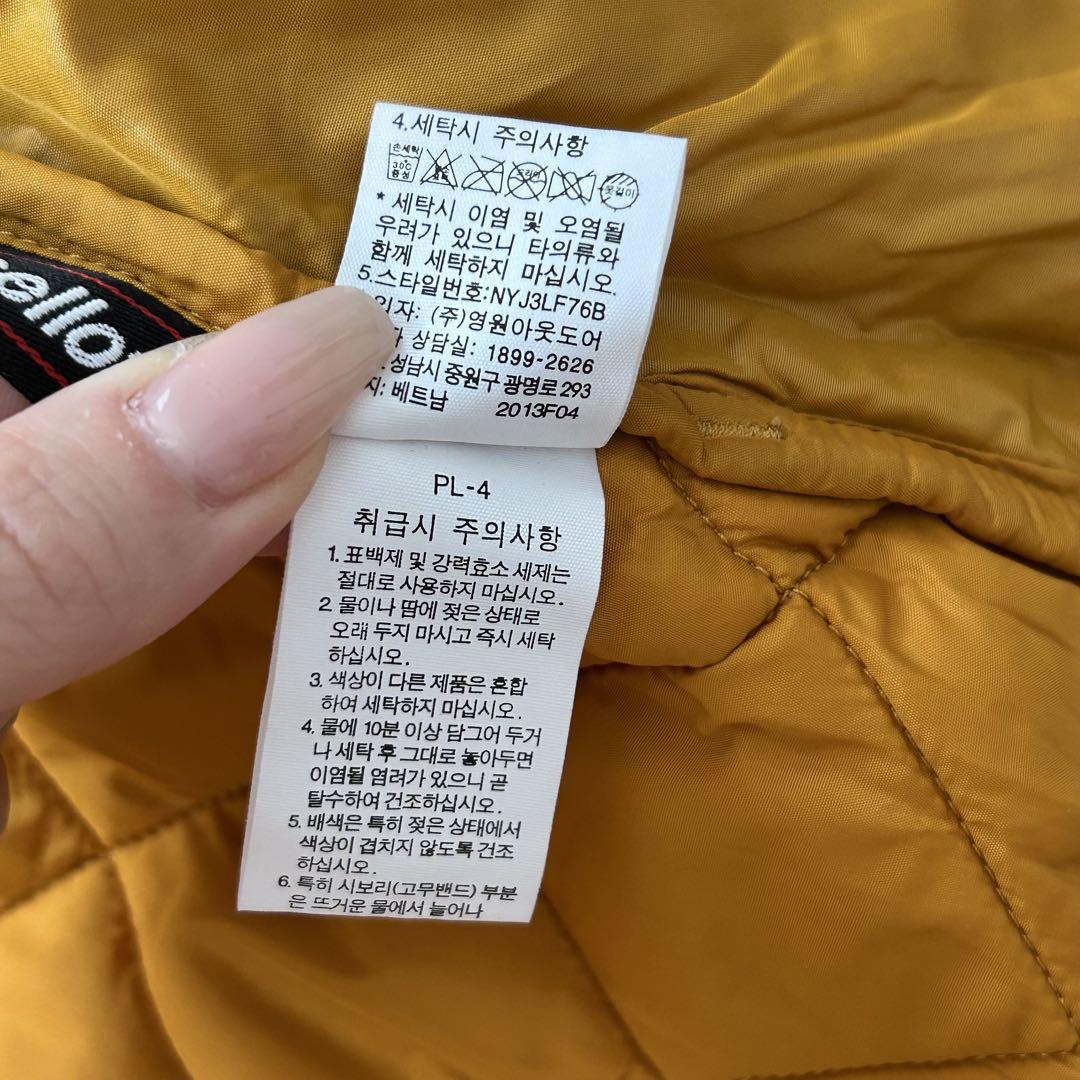 4.세탁시 주의사항
손세탁
30℃
중성
드라이
옷걸이
* 세탁시 이염 및 오염될
우려가 있으니 타의류와
함께 세탁하지 마십시오.
5.스타일번호:NYJ3LF76B
(주)영원아웃도어
상담실: 1899-2626
성남시 중원구 광명로 293
지: 베트남 2013F04
PL-4
취급시 주의사항
1. 표백제 및 강력효소 세제는
절대로 사용하지 마십시오.
2. 물이나 땀에 젖은 상태로
오래 두지 마시고 즉시 세탁
하십시오.
3. 색상이 다른 제품은 혼합
하여 세탁하지 마십시오.
4. 물에 10분 이상 담그어 두거
나 세탁 후 그대로 놓아두면
이염될 염려가 있으니 곧
탈수하여 건조하십시오.
5. 배색은 특히 젖은 상태에서
색상이 겹치지 않도록 건조
하십시오.
6. 특히 시보리(고무밴드) 부분
은 뜨거운 물에서 늘어나